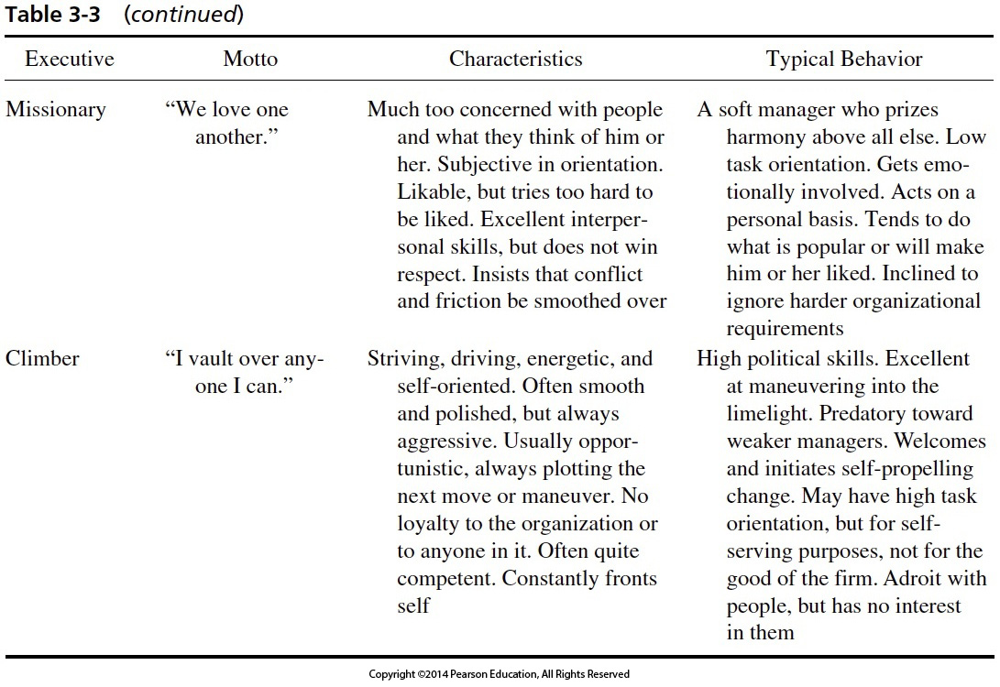 Table 3-3 (continued)
Executive Motto Characteristics Typical Behavior
Missionary
“We love one
another.”
Much too concerned with people
and what they think of him or
her. Subjective in orientation.
Likable, but tries too hard to
be liked. Excellent interper-
sonal skills, but does not win
respect. Insists that conflict
and friction be smoothed over
A soft manager who prizes
harmony above all else. Low
task orientation. Gets emo-
tionally involved. Acts on a
personal basis. Tends to do
what is popular or will make
him or her liked. Inclined to
ignore harder organizational
requirements
Climber
“I vault over any-
one I can.”
Striving, driving, energetic, and
self-oriented. Often smooth
and polished, but always
aggressive. Usually oppor-
tunistic, always plotting the
next move or maneuver. No
loyalty to the organization or
to anyone in it. Often quite
competent. Constantly fronts
self
High political skills. Excellent
at maneuvering into the
limelight. Predatory toward
weaker managers. Welcomes
and initiates self-propelling
change. May have high task
orientation, but for self-
serving purposes, not for the
good of the firm. Adroit with
people, but has no interest
in them
Copyright ©2014 Pearson Education, All Rights Reserved